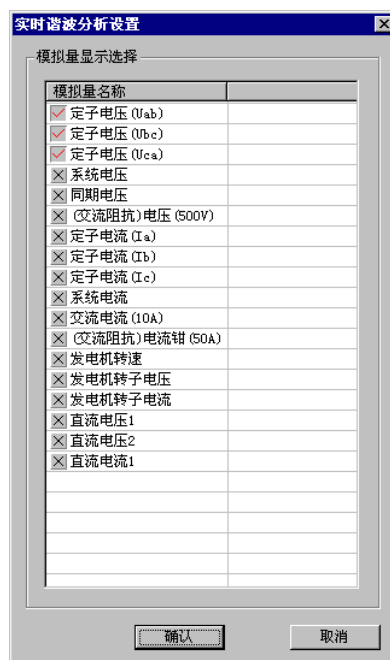 实时谐波分析设置
模拟量显示选择
模拟量名称
定子电压(Uab)
定子电压(Ubc)
定子电压(Uca)
系统电压
同期电压
(交流阻抗)电压(500V)
定子电流(Ia)
定子电流(Ib)
定子电流(Ic)
系统电流
交流电流(10A)
(交流阻抗)电流钳(50A)
发电机转速
发电机转子电压
发电机转子电流
直流电压1
直流电压2
直流电流1
确认 取消